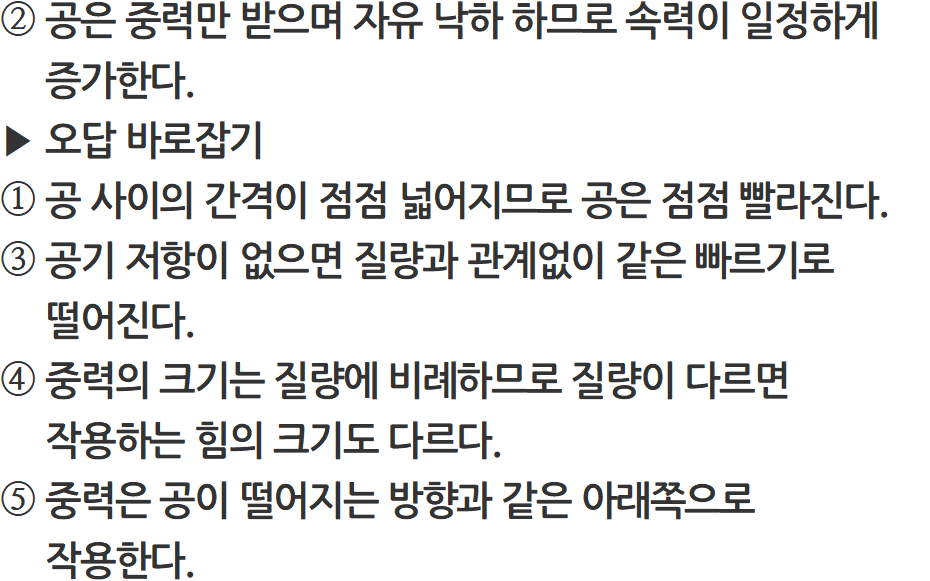 ② 공은 중력만 받으며 자유 낙하 하므로 속력이 일정하게
증가한다.
▶ 오답 바로잡기
① 공 사이의 간격이 점점 넓어지므로 공은 점점 빨라진다.
③ 공기 저항이 없으면 질량과 관계없이 같은 빠르기로
떨어진다.
④ 중력의 크기는 질량에 비례하므로 질량이 다르면
작용하는 힘의 크기도 다르다.
⑤ 중력은 공이 떨어지는 방향과 같은 아래쪽으로
작용한다.